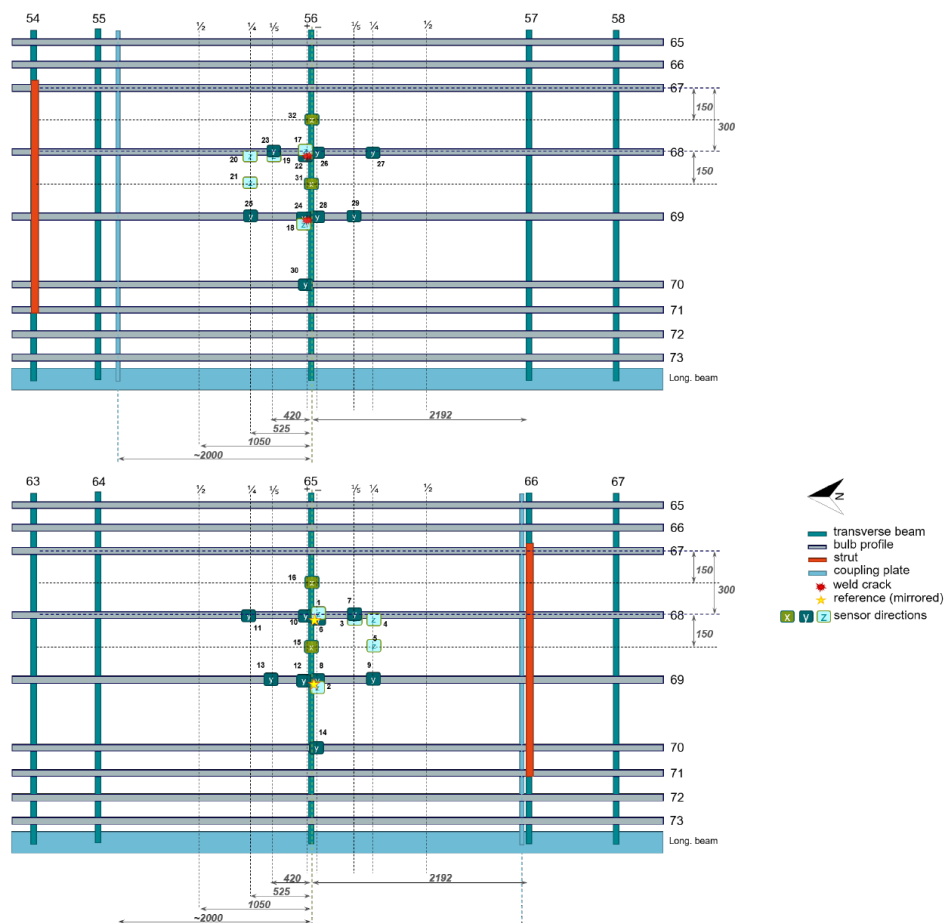 54 55 56 57 58
½ ¼ ⅕ + − ⅕ ¼ ½
65
66
67
150
32
300
23 17
68
20 z z 19 22 26 27
150
21 z 31 x
25 24 28 29
y y y 69
18 z
30
y 70
71
72
73
Long. beam
420 2192
525
1050
~2000
63 64 65 66 67
½ ¼ ⅕ + − ⅕ ¼ ½
65
66
67
N
transverse beam
bulb profile
strut
coupling plate
weld crack
reference (mirrored)
x y z sensor directions
150
16 x
300
1 7
y y 68
11 10 6 3 4
150
15 x 5 z
13 12 8 9
y y y 69
2
14
y 70
71
72
73
Long. beam
420 2192
525
1050
~2000